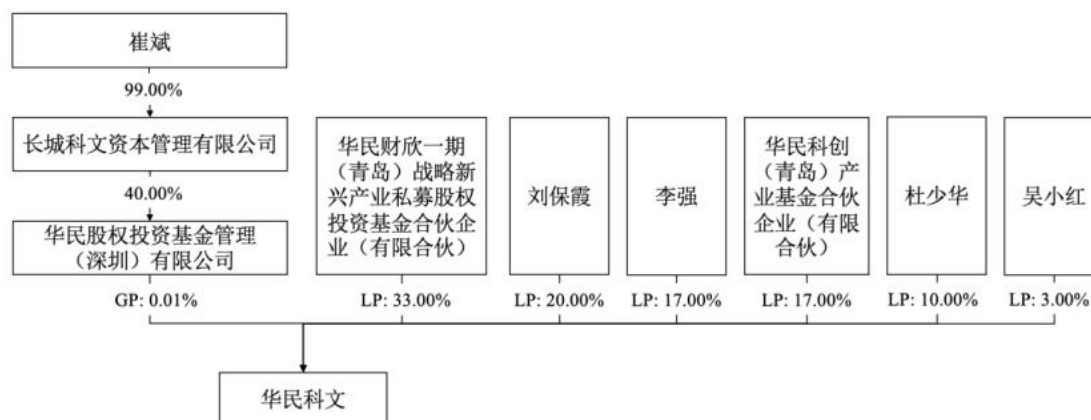 崔斌
99.00%
长城科文资本管理有限公司
40.00%
华民股权投资基金管理
（深圳）有限公司
华民财欣一期
（青岛）战略新
兴产业私募股权
投资基金合伙企
业（有限合伙）
刘保霞
李强
华民科创
（青岛）产
业基金合伙
企业（有限
合伙）
杜少华
吴小红
GP: 0.01%
LP: 33.00%
LP: 20.00%
LP: 17.00%
LP: 17.00%
LP: 10.00%
LP: 3.00%
华民科文